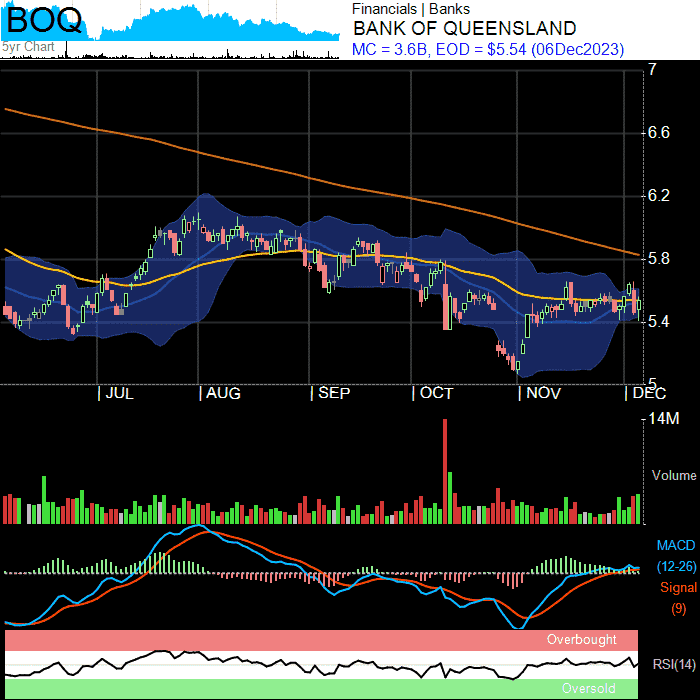 BOQ
5yr Chart
Financials | Banks
BANK OF QUEENSLAND
MC = 3.6B, EOD = $5.54 (06Dec2023)
7
6.6
6.2
5.8
5.4
5
| JUL | AUG | SEP | OCT | NOV | DEC
14M
Volume
MACD
(12-26)
Signal
(9)
Overbought
RSI(14)
Oversold